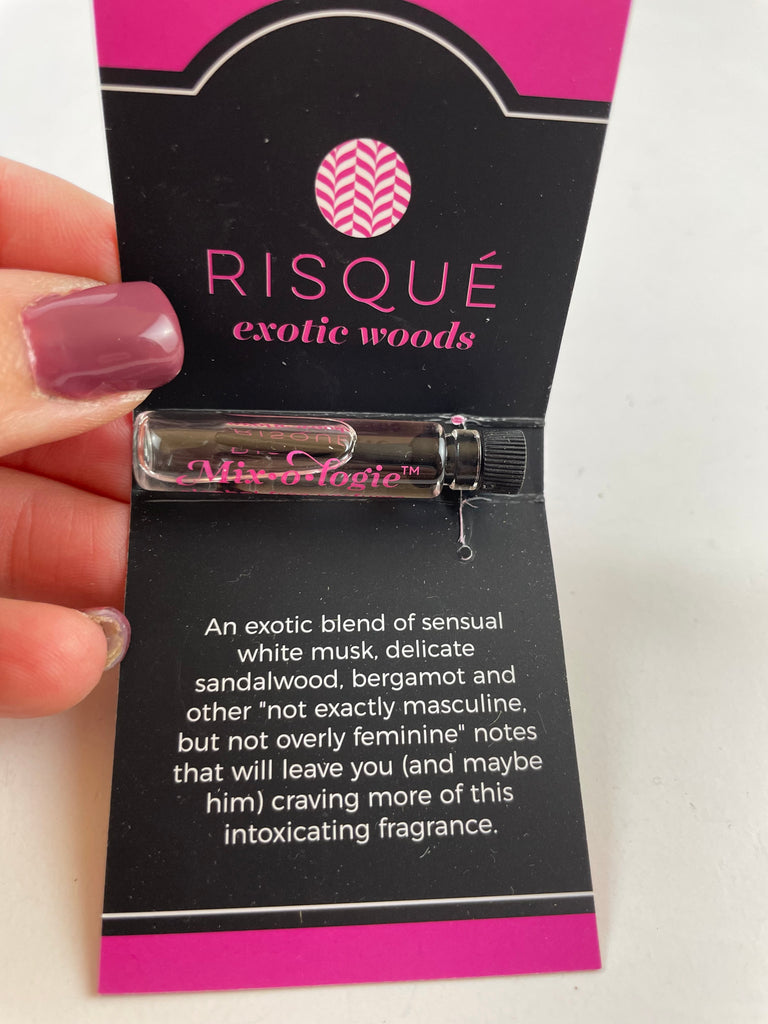 RISQUÉ
exotic woods
RISQUÉ
Mix·o·logie™
An exotic blend of sensual
white musk, delicate
sandalwood, bergamot and
other "not exactly masculine,
but not overly feminine" notes
that will leave you (and maybe
him) craving more of this
intoxicating fragrance.